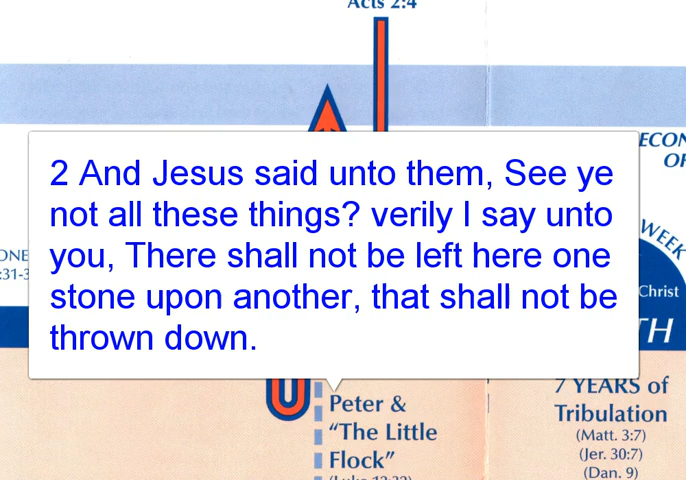 Acts 2:4
ECON
OF
2 And Jesus said unto them, See ye
not all these things? verily I say unto
you, There shall not be left here one
stone upon another, that shall not be
thrown down.
ONE
:31-3
WEEK
Christ
TH
Peter &
“The Little
Flock”
7 YEARS of
Tribulation
(Matt. 3:7)
(Jer. 30:7)
(Dan. 9)